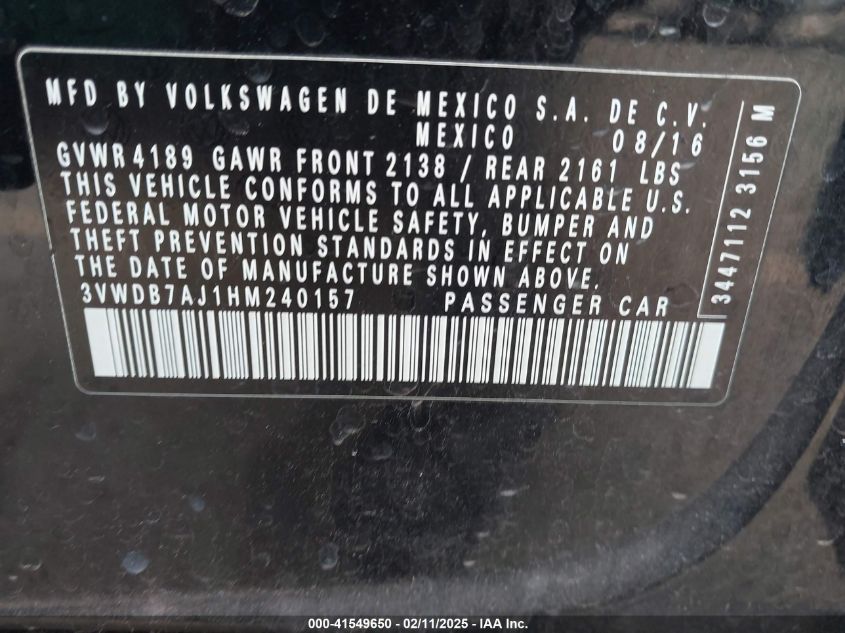 MFD BY VOLKSWAGEN DE MEXICO S.A. DE C.V.
MEXICO 08/16
GVWR 4189 GAWR FRONT 2138 / REAR 2161 LBS
THIS VEHICLE CONFORMS TO ALL APPLICABLE U.S.
FEDERAL MOTOR VEHICLE SAFETY, BUMPER AND
THEFT PREVENTION STANDARDS IN EFFECT ON
THE DATE OF MANUFACTURE SHOWN ABOVE.
3VWDB7AJ1HM240157 PASSENGER CAR
3447112 3156 M
000-41549650 - 02/11/2025 - IAA Inc.